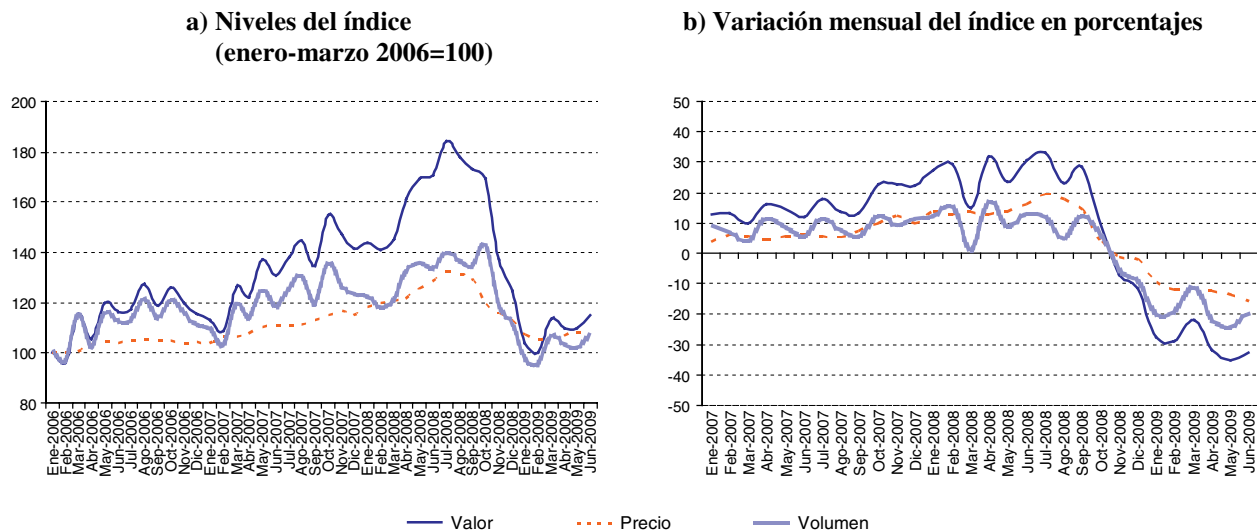 a) Niveles del índice
(enero-marzo 2006=100)
b) Variación mensual del índice en porcentajes
200
180
160
140
120
100
80
Ene-2006
Feb-2006
Mar-2006
Abr-2006
May-2006
Jun-2006
Jul-2006
Ago-2006
Sep-2006
Oct-2006
Nov-2006
Dic-2006
Ene-2007
Feb-2007
Mar-2007
Abr-2007
May-2007
Jun-2007
Jul-2007
Ago-2007
Sep-2007
Oct-2007
Nov-2007
Dic-2007
Ene-2008
Feb-2008
Mar-2008
Abr-2008
May-2008
Jun-2008
Jul-2008
Ago-2008
Sep-2008
Oct-2008
Nov-2008
Dic-2008
Ene-2009
Feb-2009
Mar-2009
Abr-2009
May-2009
Jun-2009
50
40
30
20
10
0
-10
-20
-30
-40
-50
Ene-2007
Feb-2007
Mar-2007
Abr-2007
May-2007
Jun-2007
Jul-2007
Ago-2007
Sep-2007
Oct-2007
Nov-2007
Dic-2007
Ene-2008
Feb-2008
Mar-2008
Abr-2008
May-2008
Jun-2008
Jul-2008
Ago-2008
Sep-2008
Oct-2008
Nov-2008
Dic-2008
Ene-2009
Feb-2009
Mar-2009
Abr-2009
May-2009
Jun-2009
Valor
Precio
Volumen